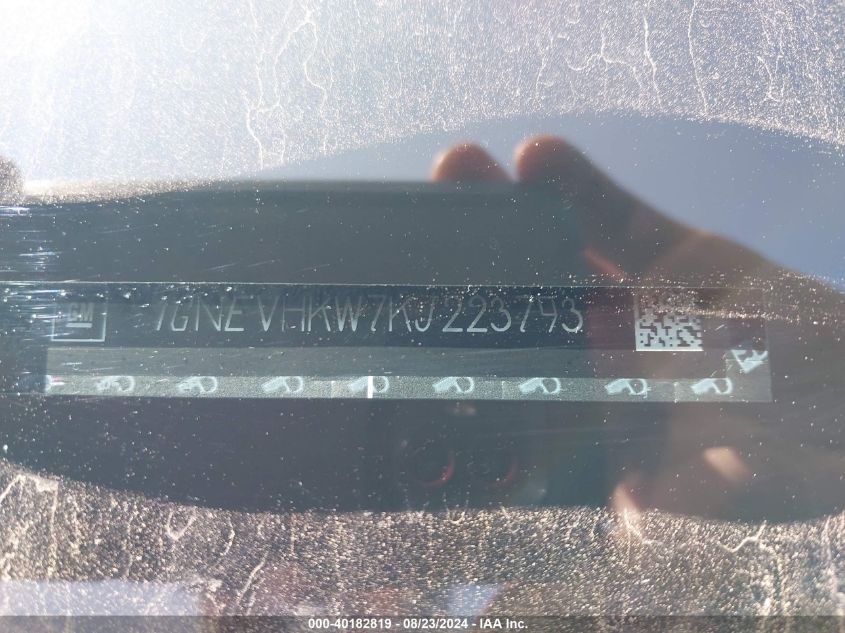 GM 1GNEVHKW7KJ223793
000-40182819 / 08/23/2024 - IAA Inc.